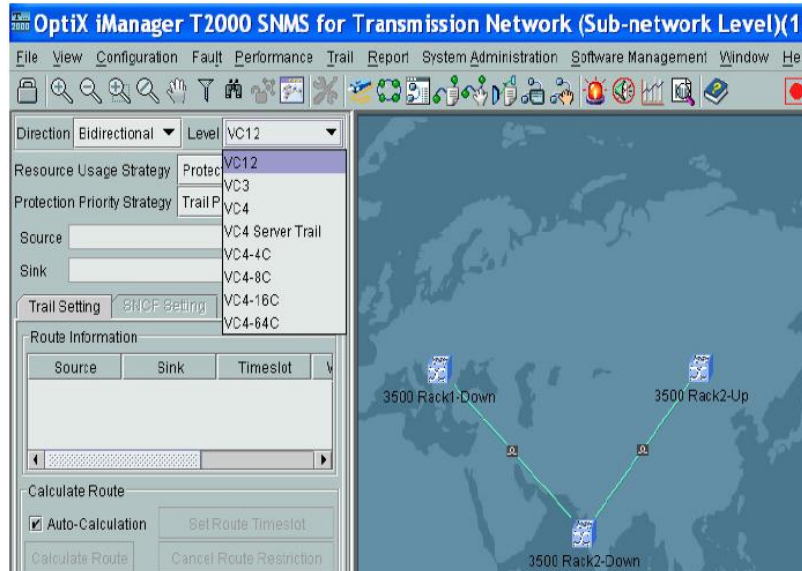 OptiX iManager T2000 SNMS for Transmission Network (Sub-network Level)(1
File View Configuration Fault Performance Trail Report System Administration Software Management Window He
Direction Bidirectional Level VC12
Resource Usage Strategy Protec
Protection Priority Strategy Trail P
Source
Sink
VC12
VC3
VC4
VC4 Server Trail
VC4-4C
VC4-8C
VC4-16C
VC4-64C
Trail Setting SNCP Setting
Route Information
Source Sink Timeslot V
Calculate Route
Auto-Calculation Set Route Timeslot
Calculate Route Cancel Route Restriction
3500 Rack1-Down
3500 Rack2-Up
3500 Rack2-Down